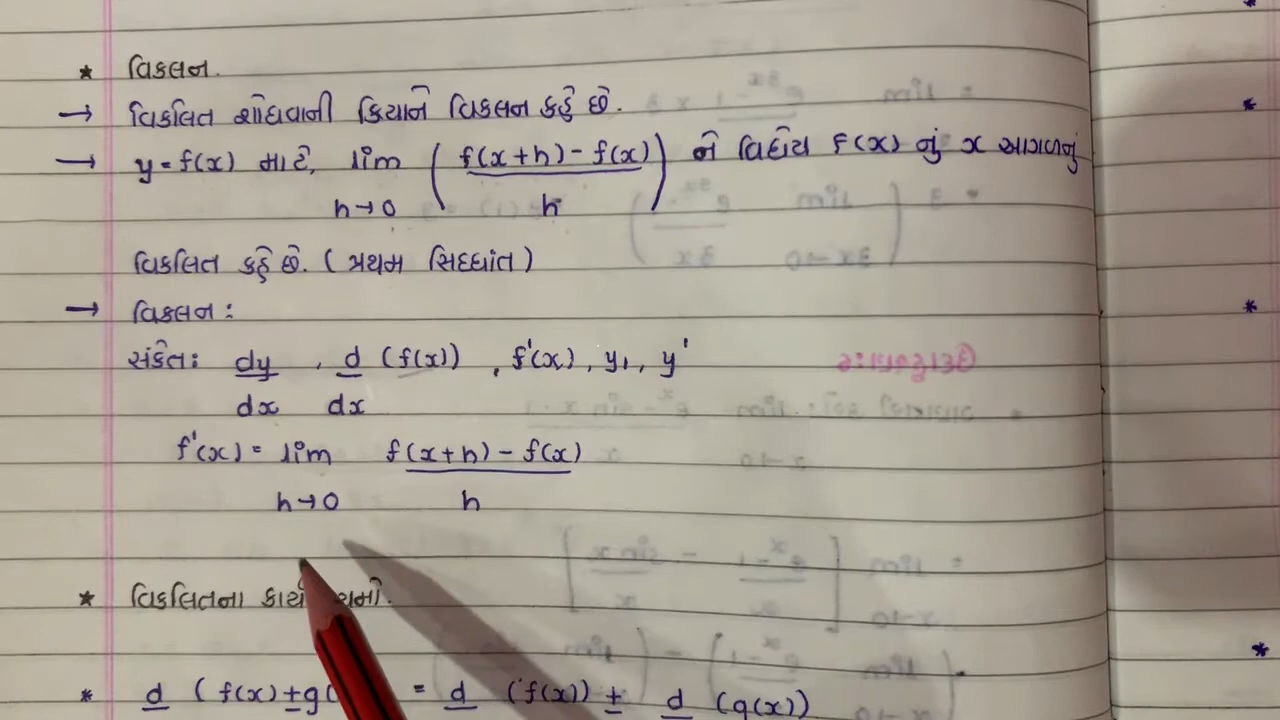 * વિકલન.
→ વિકલિત શોધવાની ક્રિયાને વિકલન કહે છે.
→ y = f(x) માટે, lim h→0 ( f(x+h) - f(x) / h ) ને વિધેય f(x) નું x આગળનું
વિકલિત કહે છે. ( પ્રથમ સિદ્ધાંત )
→ વિકલન :
સંકેત: dy/dx , d/dx (f(x)) , f'(x), y₁, y'
f'(x) = lim h→0 f(x+h) - f(x) / h
* વિકલિતના
* d ( f(x) ± g( = d (f(x)) ± d (g(x))